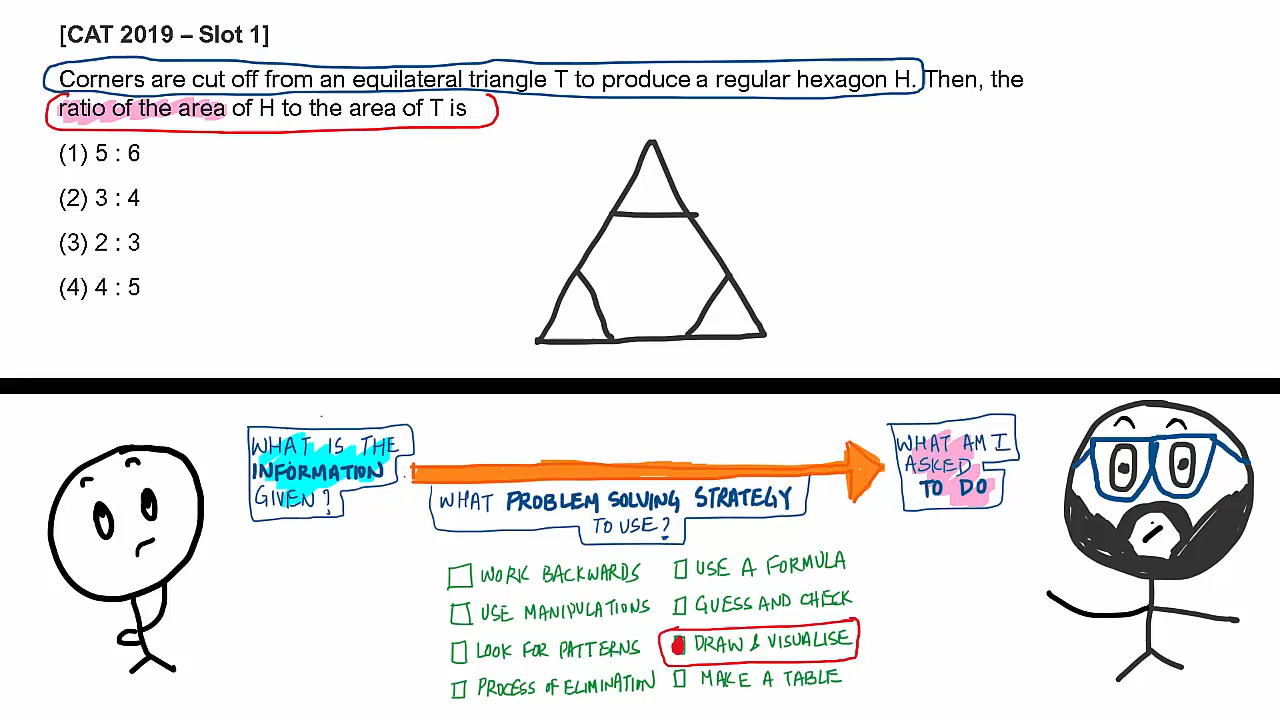 [CAT 2019 – Slot 1]
Corners are cut off from an equilateral triangle T to produce a regular hexagon H. Then, the
ratio of the area of H to the area of T is
(1) 5 : 6
(2) 3 : 4
(3) 2 : 3
(4) 4 : 5
WHAT IS THE
INFORMATION
GIVEN?
WHAT PROBLEM SOLVING STRATEGY
TO USE?
WHAT AM I
ASKED
TO DO
WORK BACKWARDS
USE MANIPULATIONS
LOOK FOR PATTERNS
PROCESS OF ELIMINATION
USE A FORMULA
GUESS AND CHECK
DRAW & VISUALISE
MAKE A TABLE